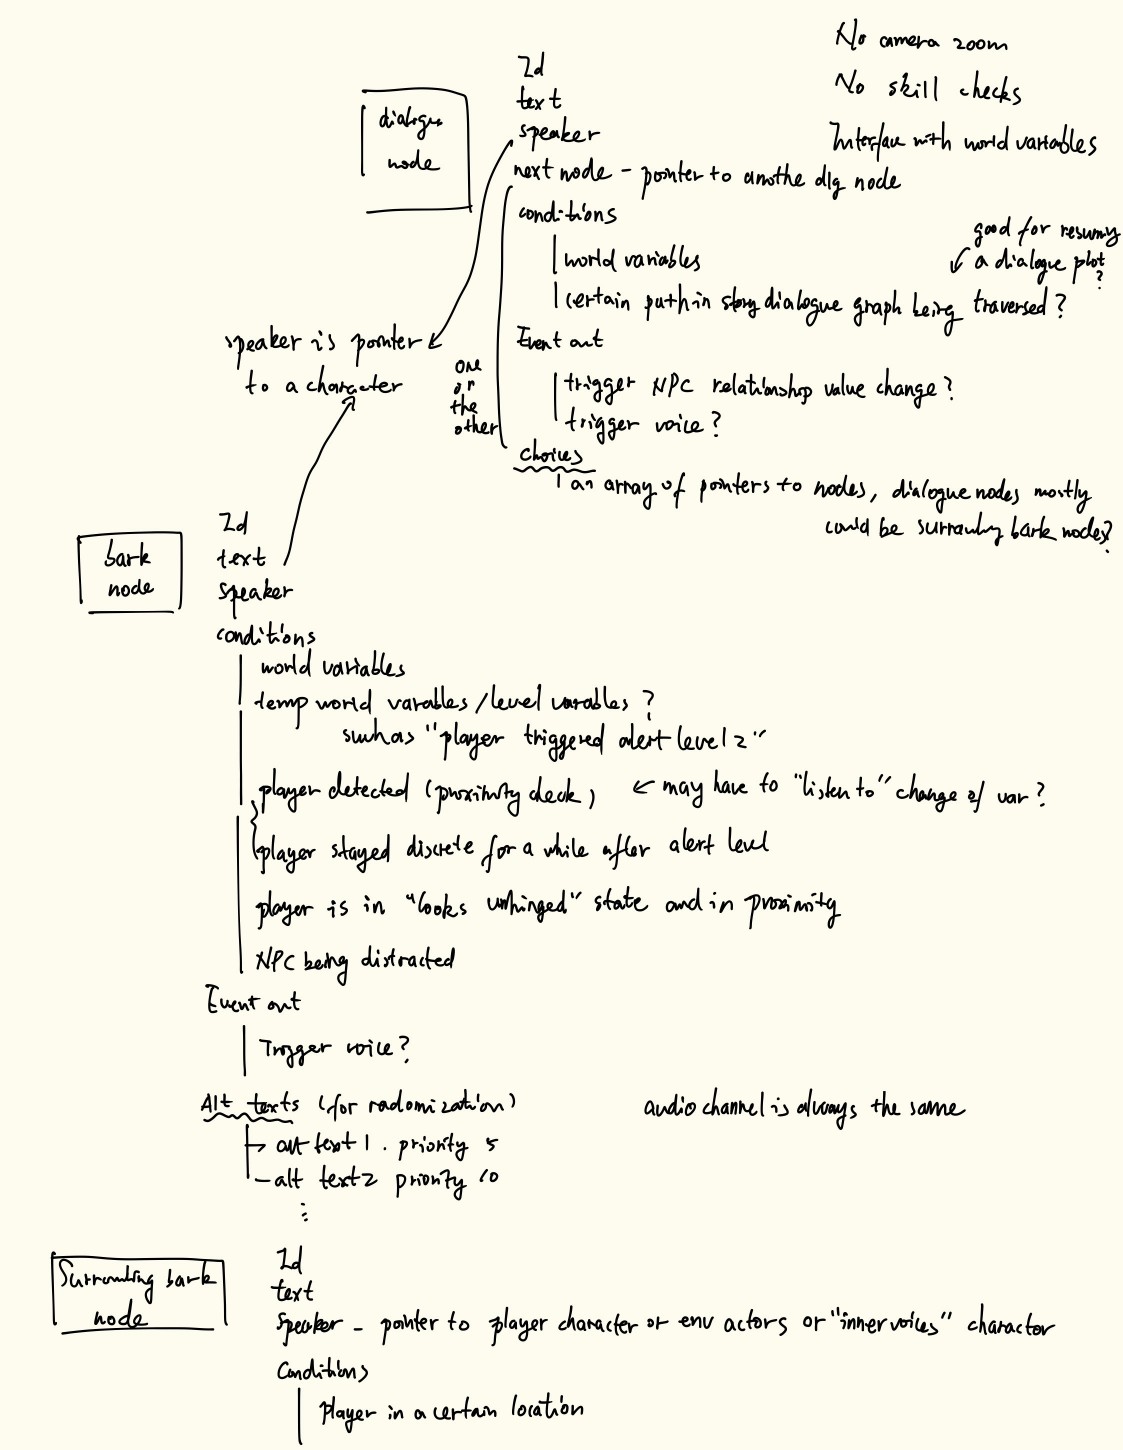 No camera zoom
No skill checks
Interface with world variables
dialogue
node
Id
text
speaker
next node - pointer to anothe dlg node
conditions
world variables
certain path in story dialogue graph being traversed?
good for resuming
a dialogue plot
?
Event out
trigger NPC relationship value change?
trigger voice?
one
or
the
other
choices
an array of pointers to nodes, dialogue nodes mostly
could be surrounding bark nodes?
speaker is pointer
to a character
bark
node
Id
text
speaker
conditions
world variables
temp world varables /level varables ?
such as "player triggered alert level 2"
player detected (proximity check) ← may have to "listen to" change of var?
player stayed discrete for a while after alert level
player is in "looks unhinged" state and in proximity
NPC being distracted
Event out
Trigger voice?
Alt texts (for radomization)
audio channel is always the same
alt text 1 . priority 5
alt text2 priority 10
⋮
Surrounding bark
node
Id
text
speaker - pointer to player character or env actors or "inner voices" charactor
Conditions
player in a certain location